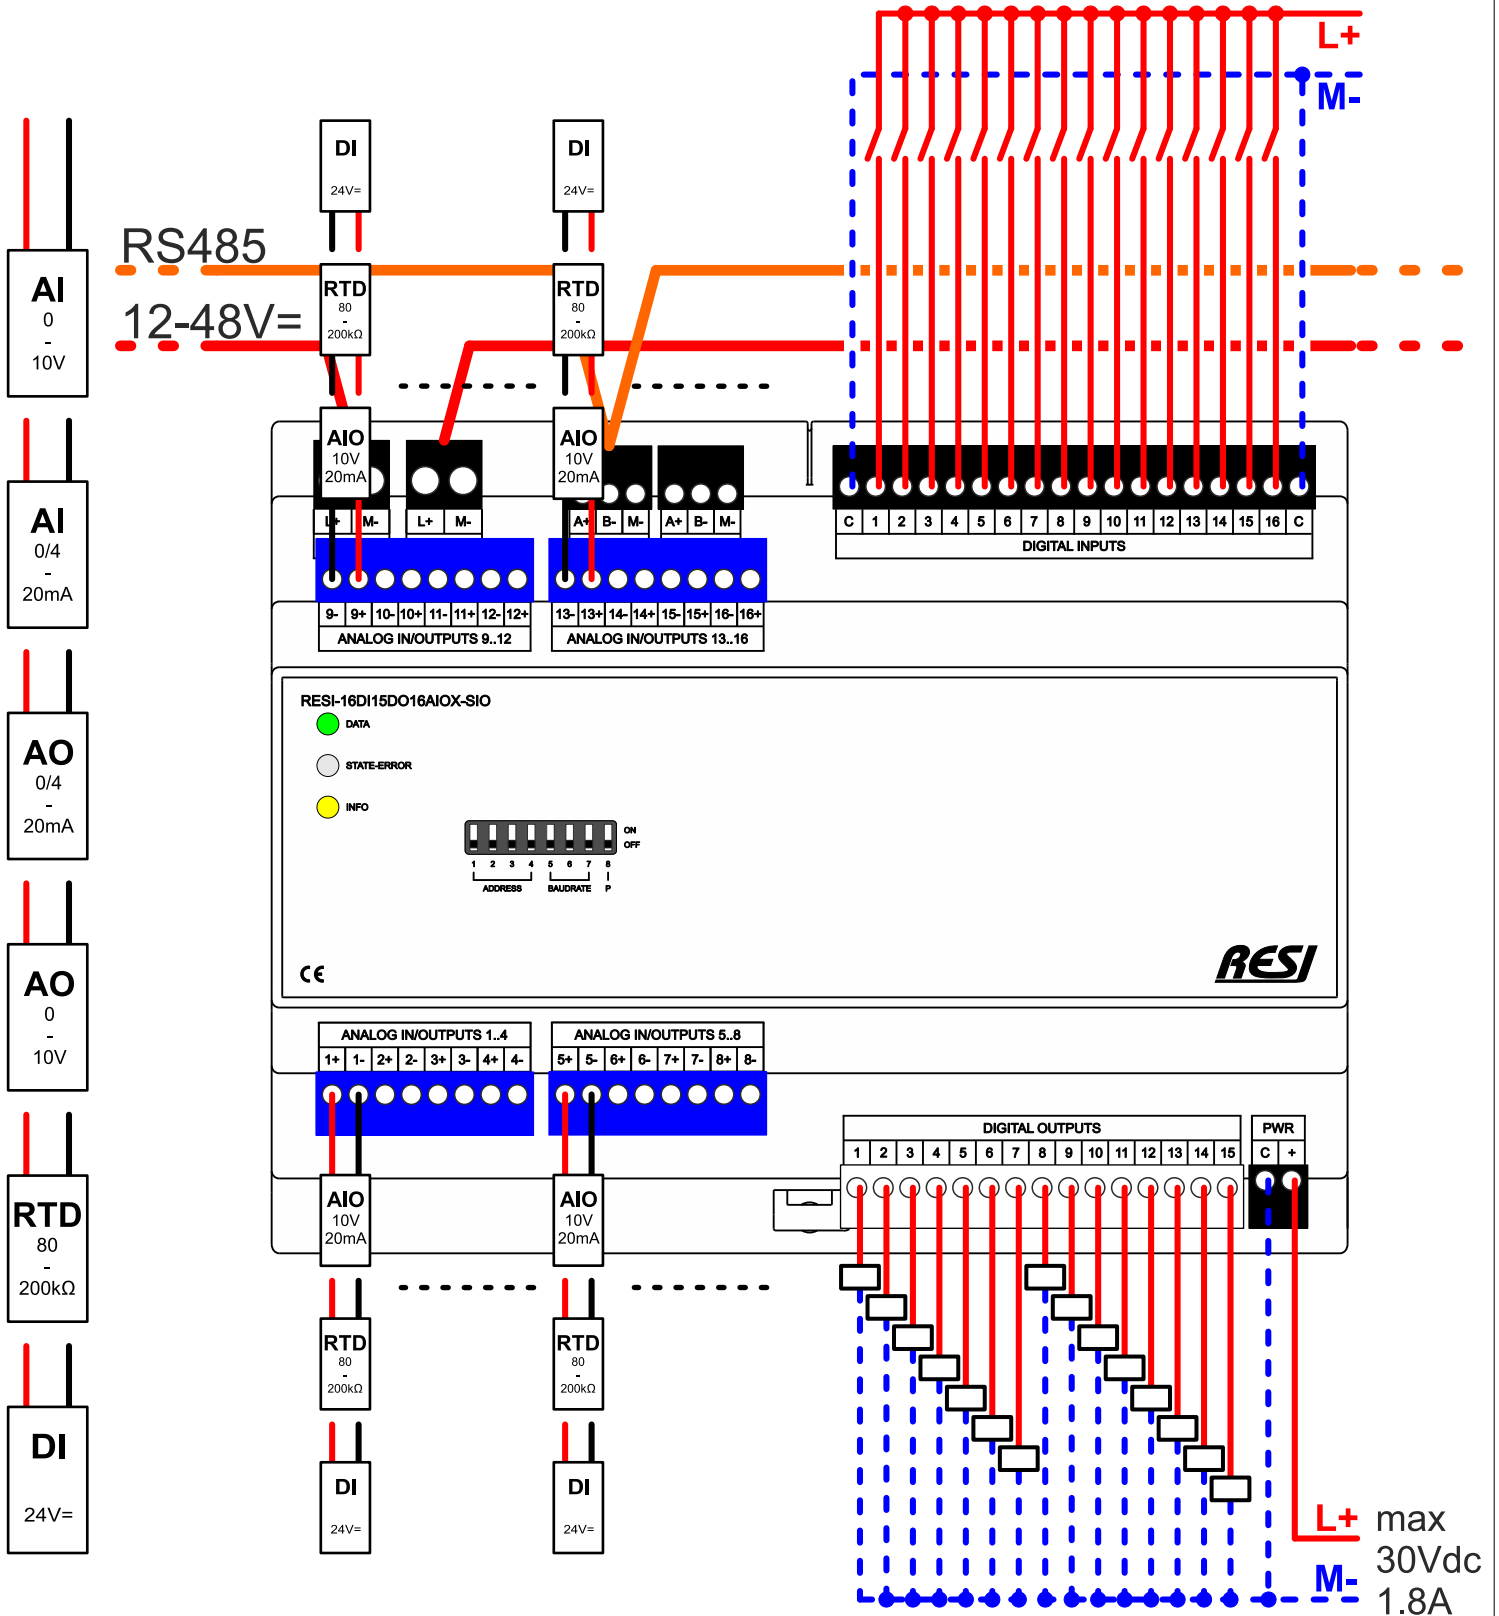 L+
M-
DI
24V=
DI
24V=
RS485
AI
0
-
10V
RTD
80
-
200kΩ
RTD
80
-
200kΩ
12-48V=
AI
0/4
-
20mA
AIO
10V
20mA
AIO
10V
20mA
L+ M- L+ M- A+ B- M- A+ B- M-
C 1 2 3 4 5 6 7 8 9 10 11 12 13 14 15 16 C
DIGITAL INPUTS
9- 9+ 10- 10+ 11- 11+ 12- 12+
ANALOG IN/OUTPUTS 9..12
13- 13+ 14- 14+ 15- 15+ 16- 16+
ANALOG IN/OUTPUTS 13..16
RESI-16DI15DO16AIOX-SIO
DATA
STATE-ERROR
INFO
AO
0/4
-
20mA
ON
OFF
1 2 3 4 5 6 7 8
ADDRESS BAUDRATE P
CE
RESI
AO
0
-
10V
ANALOG IN/OUTPUTS 1..4
1+ 1- 2+ 2- 3+ 3- 4+ 4-
ANALOG IN/OUTPUTS 5..8
5+ 5- 6+ 6- 7+ 7- 8+ 8-
DIGITAL OUTPUTS
1 2 3 4 5 6 7 8 9 10 11 12 13 14 15
PWR
C +
RTD
80
-
200kΩ
AIO
10V
20mA
AIO
10V
20mA
RTD
80
-
200kΩ
RTD
80
-
200kΩ
DI
24V=
DI
24V=
DI
24V=
L+ max
30Vdc
M- 1.8A